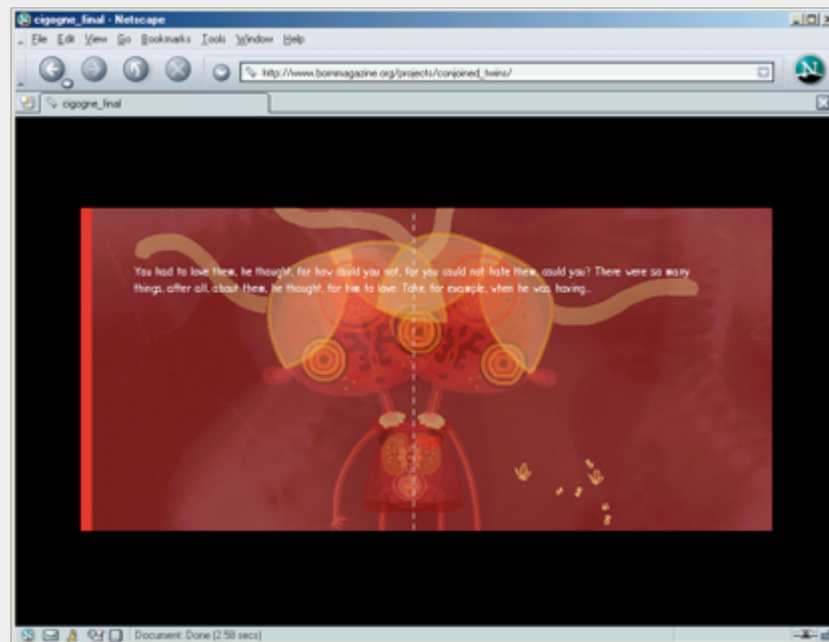 cigogne_final - Netscape
File Edit View Go Bookmarks Tools Window Help
http://www.bornmagazine.org/projects/conjoined_twins/
N
cigogne_final
You had to love them, he thought, for how could you not, for you could not hate them, could you? There were so many
things, after all, about them, he thought, for him to love. Take, for example, when he was having...
Document: Done (2.58 secs)